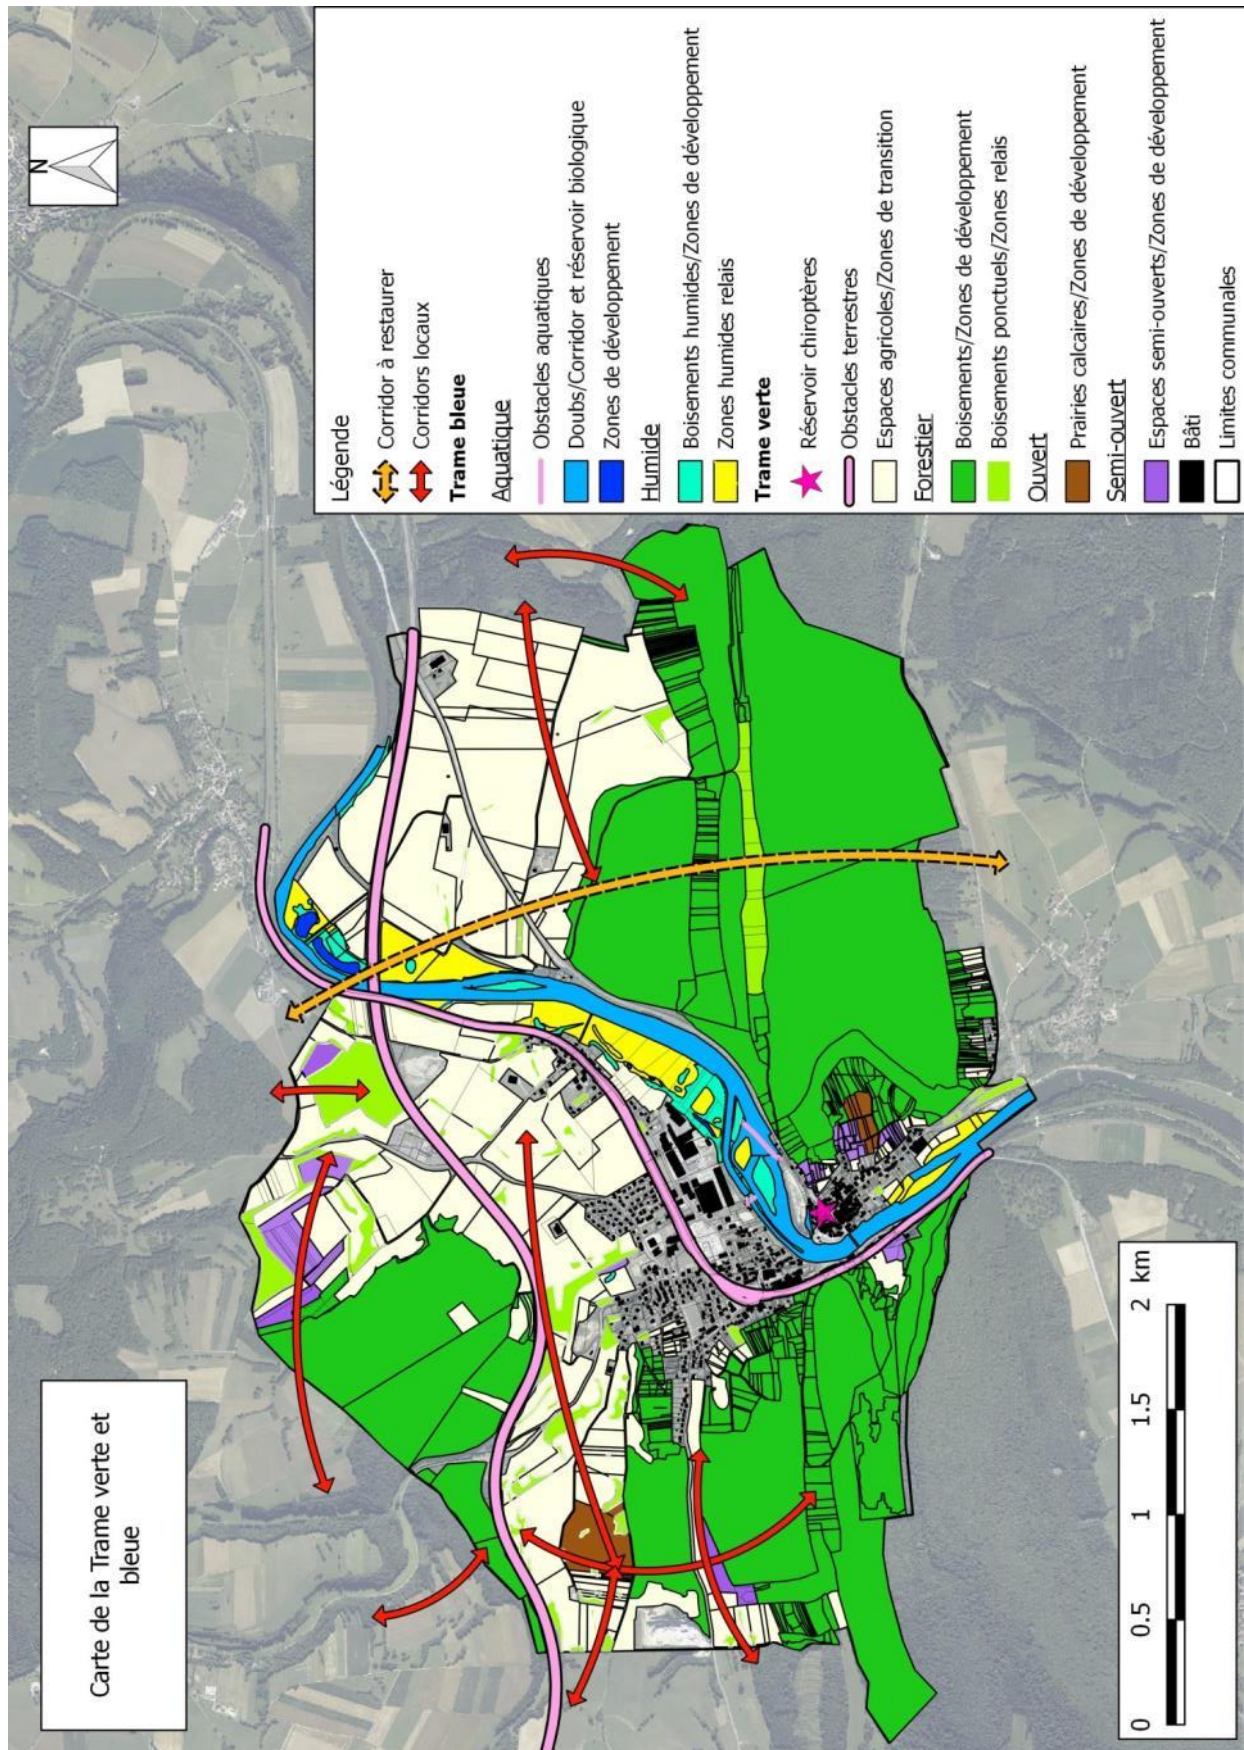 Carte de la Trame verte et
bleue
N
Légende
Corridor à restaurer
Corridors locaux
Trame bleue
Aquatique
Obstacles aquatiques
Doubs/Corridor et réservoir biologique
Zones de développement
Humide
Boisements humides/Zones de développement
Zones humides relais
Trame verte
Réservoir chiroptères
Obstacles terrestres
Espaces agricoles/Zones de transition
Forestier
Boisements/Zones de développement
Boisements ponctuels/Zones relais
Ouvert
Prairies calcaires/Zones de développement
Semi-ouvert
Espaces semi-ouverts/Zones de développement
Bâti
Limites communales
0 0.5 1 1.5 2 km